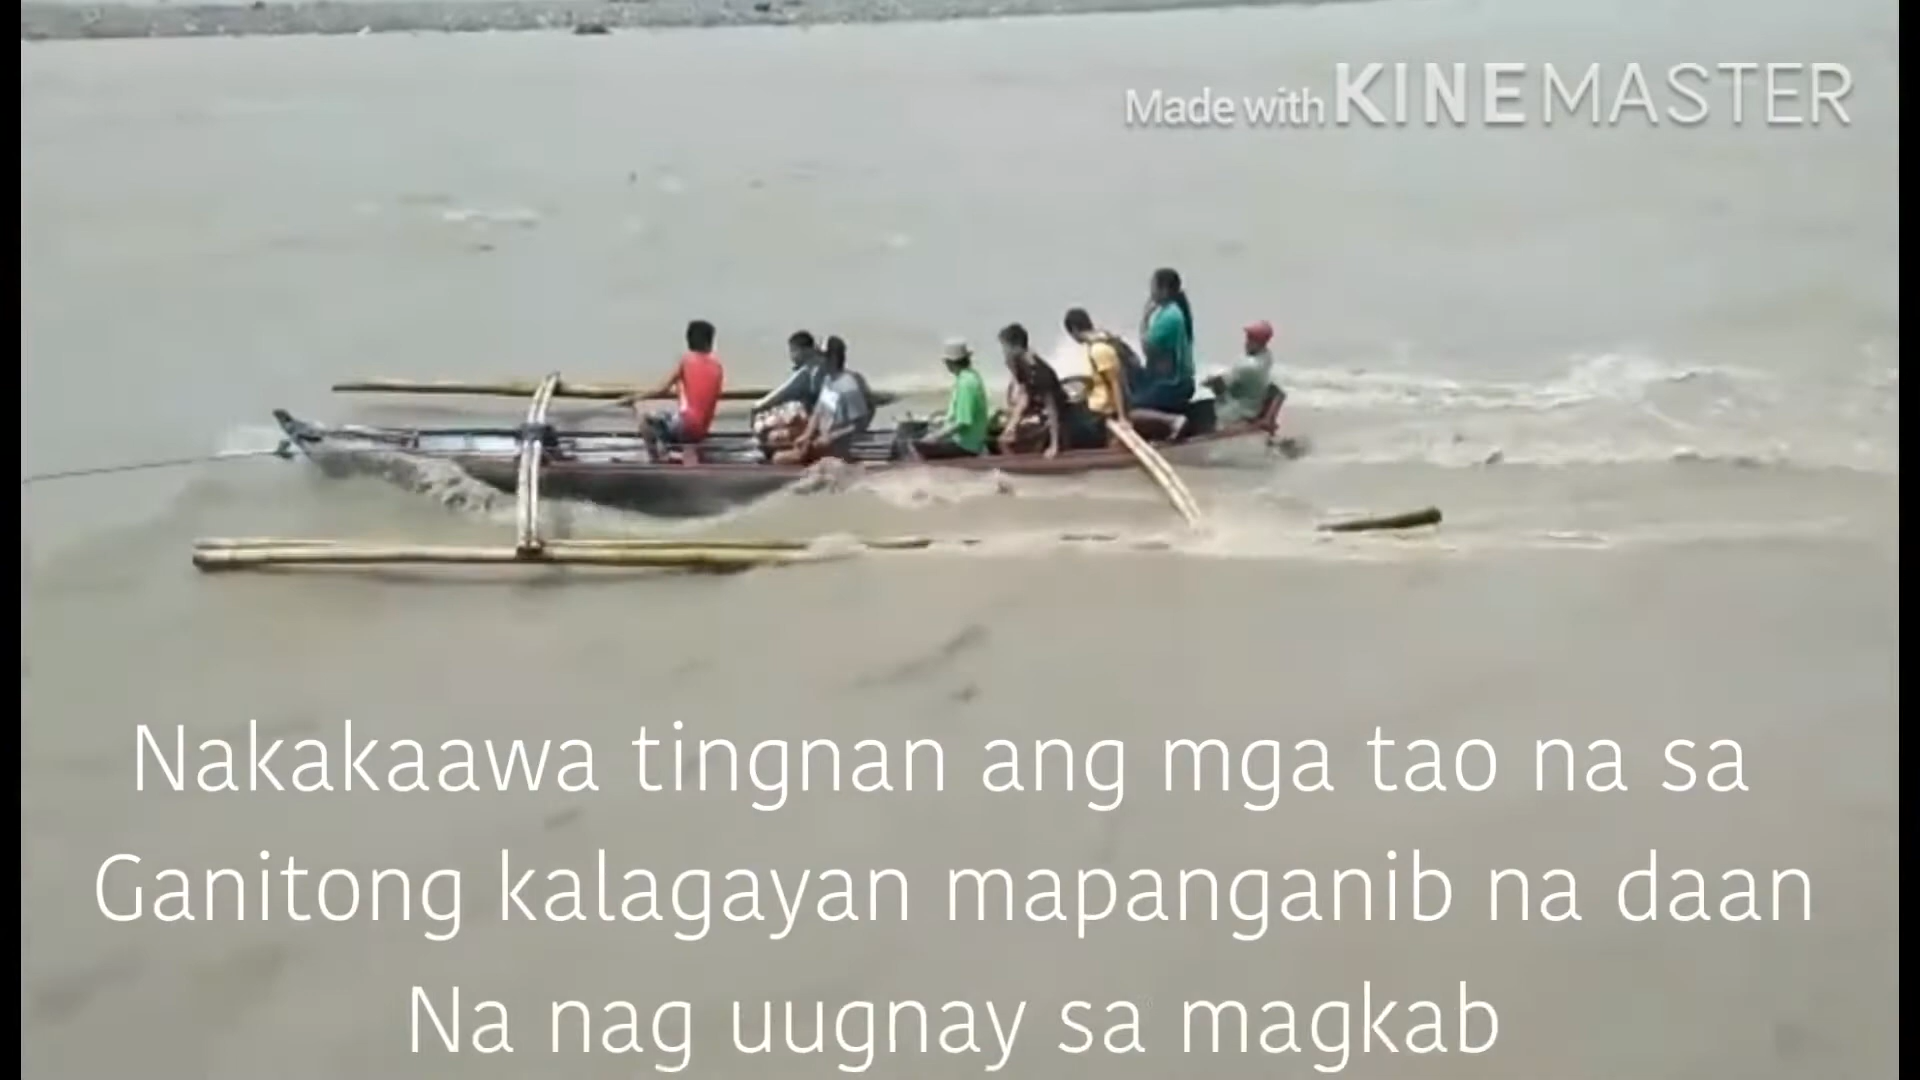 Made with KINEMASTER
Nakakaawa tingnan ang mga tao na sa
Ganitong kalagayan mapanganib na daan
Na nag uugnay sa magkab